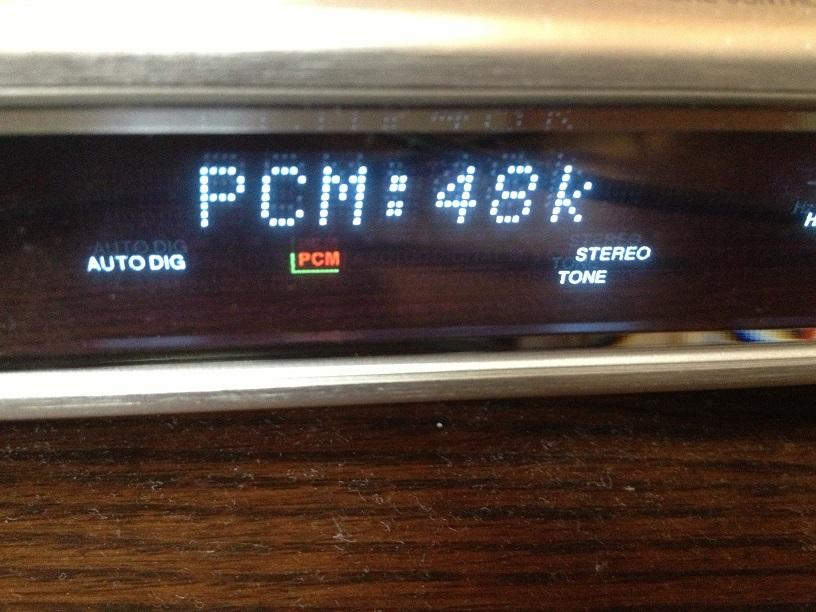 PCM:48k
AUTO DIG PCM STEREO
TONE